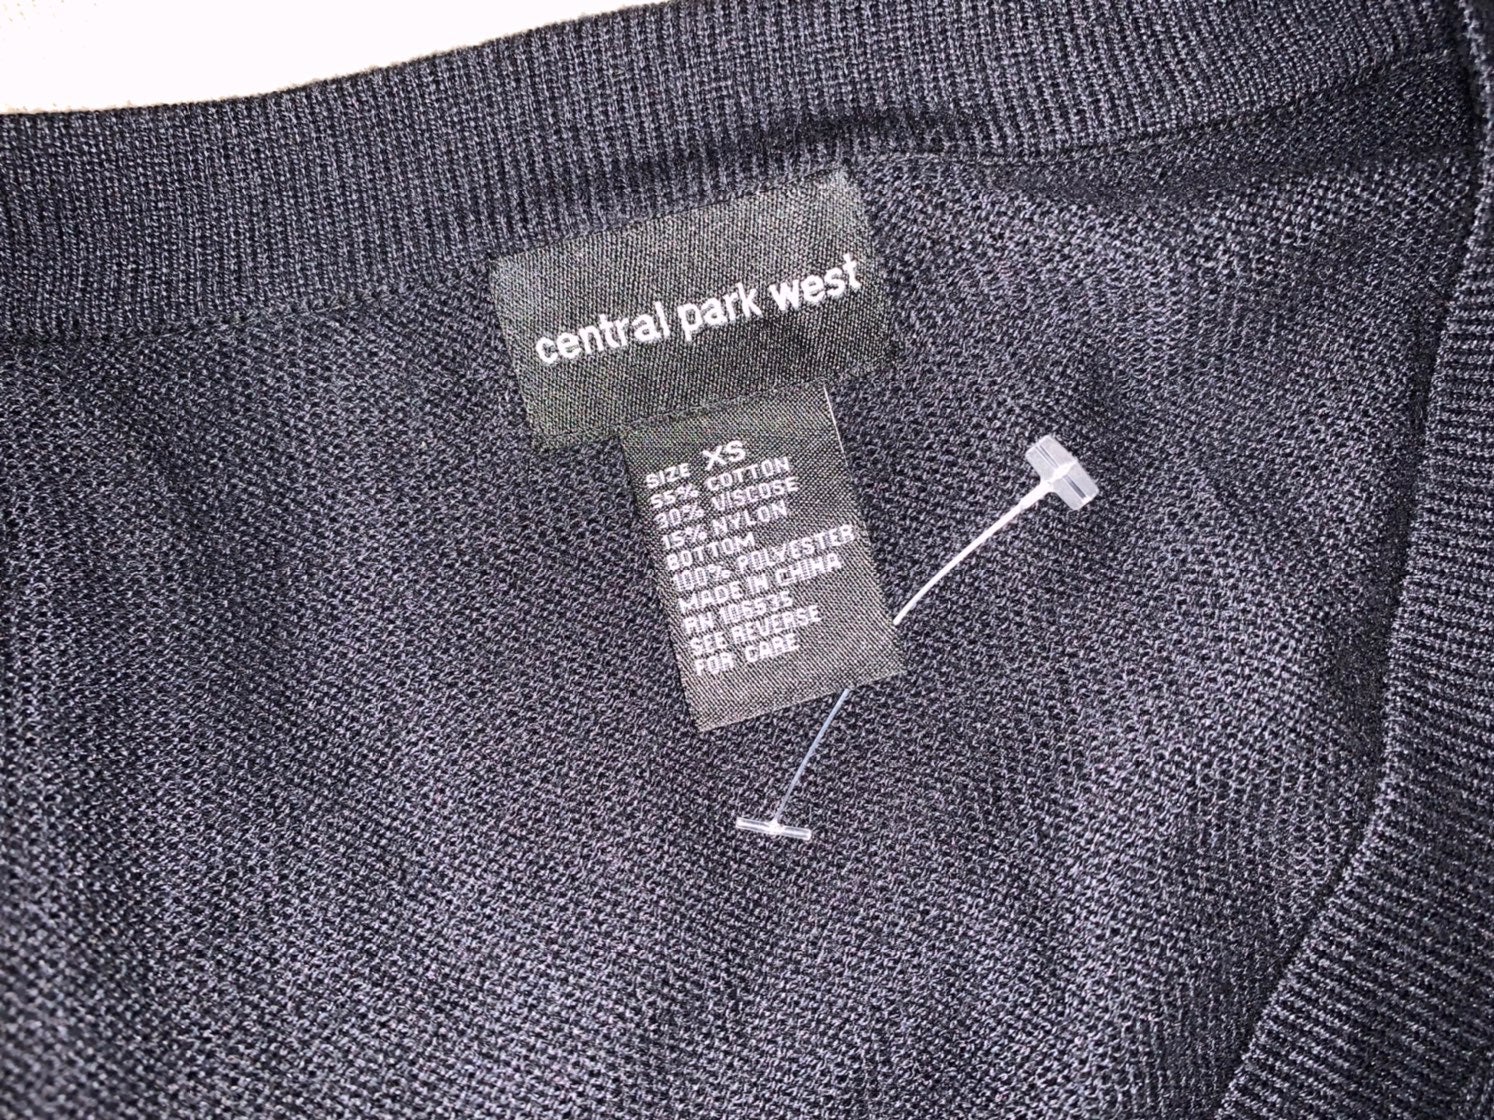 central park west
SIZE XS
55% COTTON
30% VISCOSE
15% NYLON
BOTTOM
100% POLYESTER
MADE IN CHINA
RN 106535
SEE REVERSE
FOR CARE